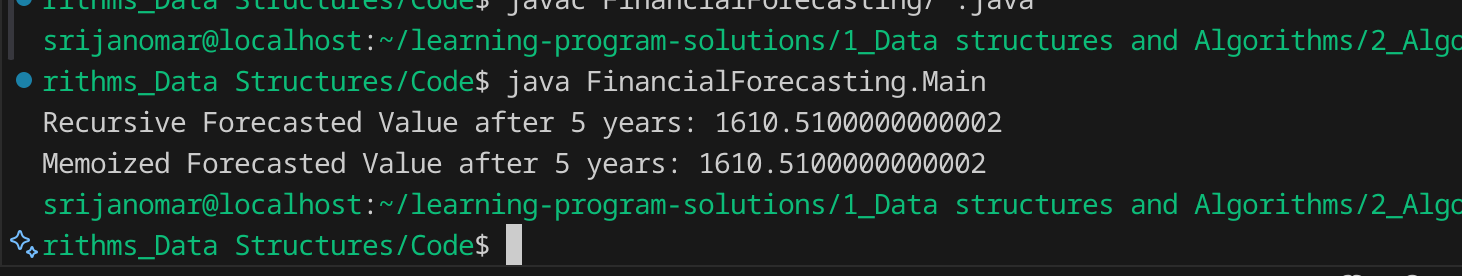 rithms_Data Structures/Code$ javac FinancialForecasting/*.java
srijanomar@localhost:~/learning-program-solutions/1_Data structures and Algorithms/2_Algo
rithms_Data Structures/Code$ java FinancialForecasting.Main
Recursive Forecasted Value after 5 years: 1610.5100000000002
Memoized Forecasted Value after 5 years: 1610.5100000000002
srijanomar@localhost:~/learning-program-solutions/1_Data structures and Algorithms/2_Algo
rithms_Data Structures/Code$